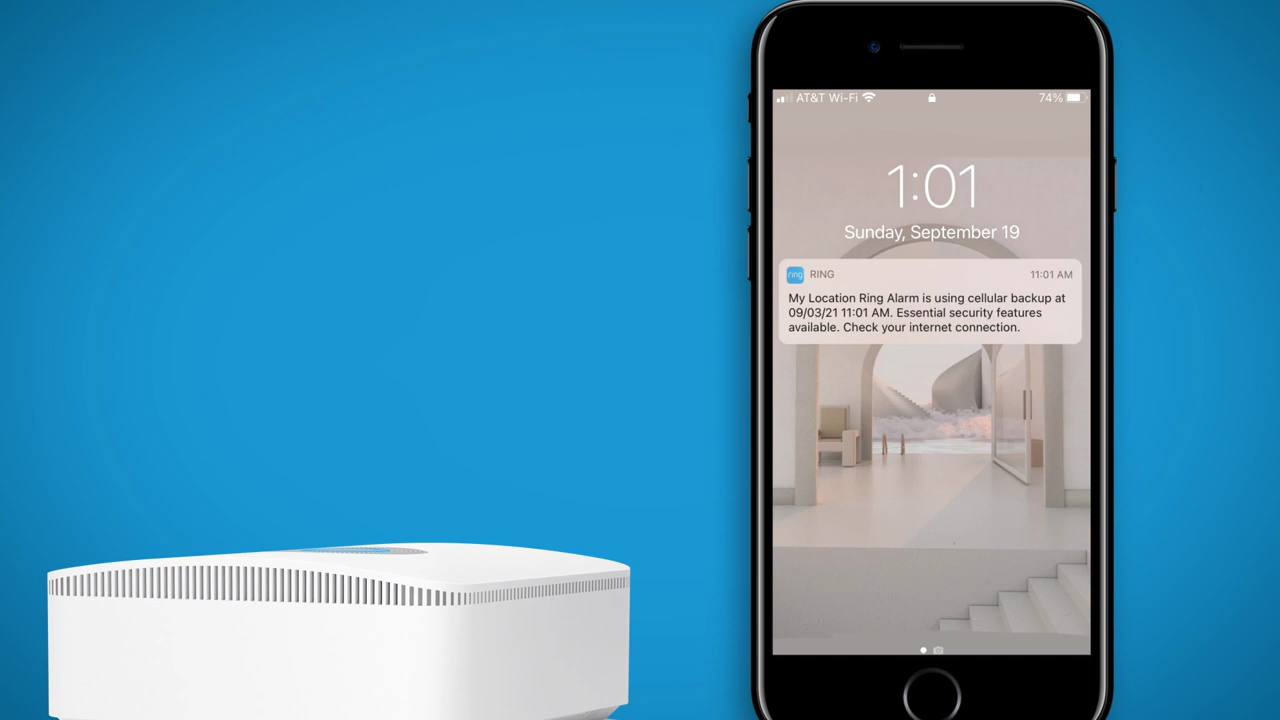 AT&T Wi-Fi 74%
1:01
Sunday, September 19
ring RING 11:01 AM
My Location Ring Alarm is using cellular backup at
09/03/21 11:01 AM. Essential security features
available. Check your internet connection.